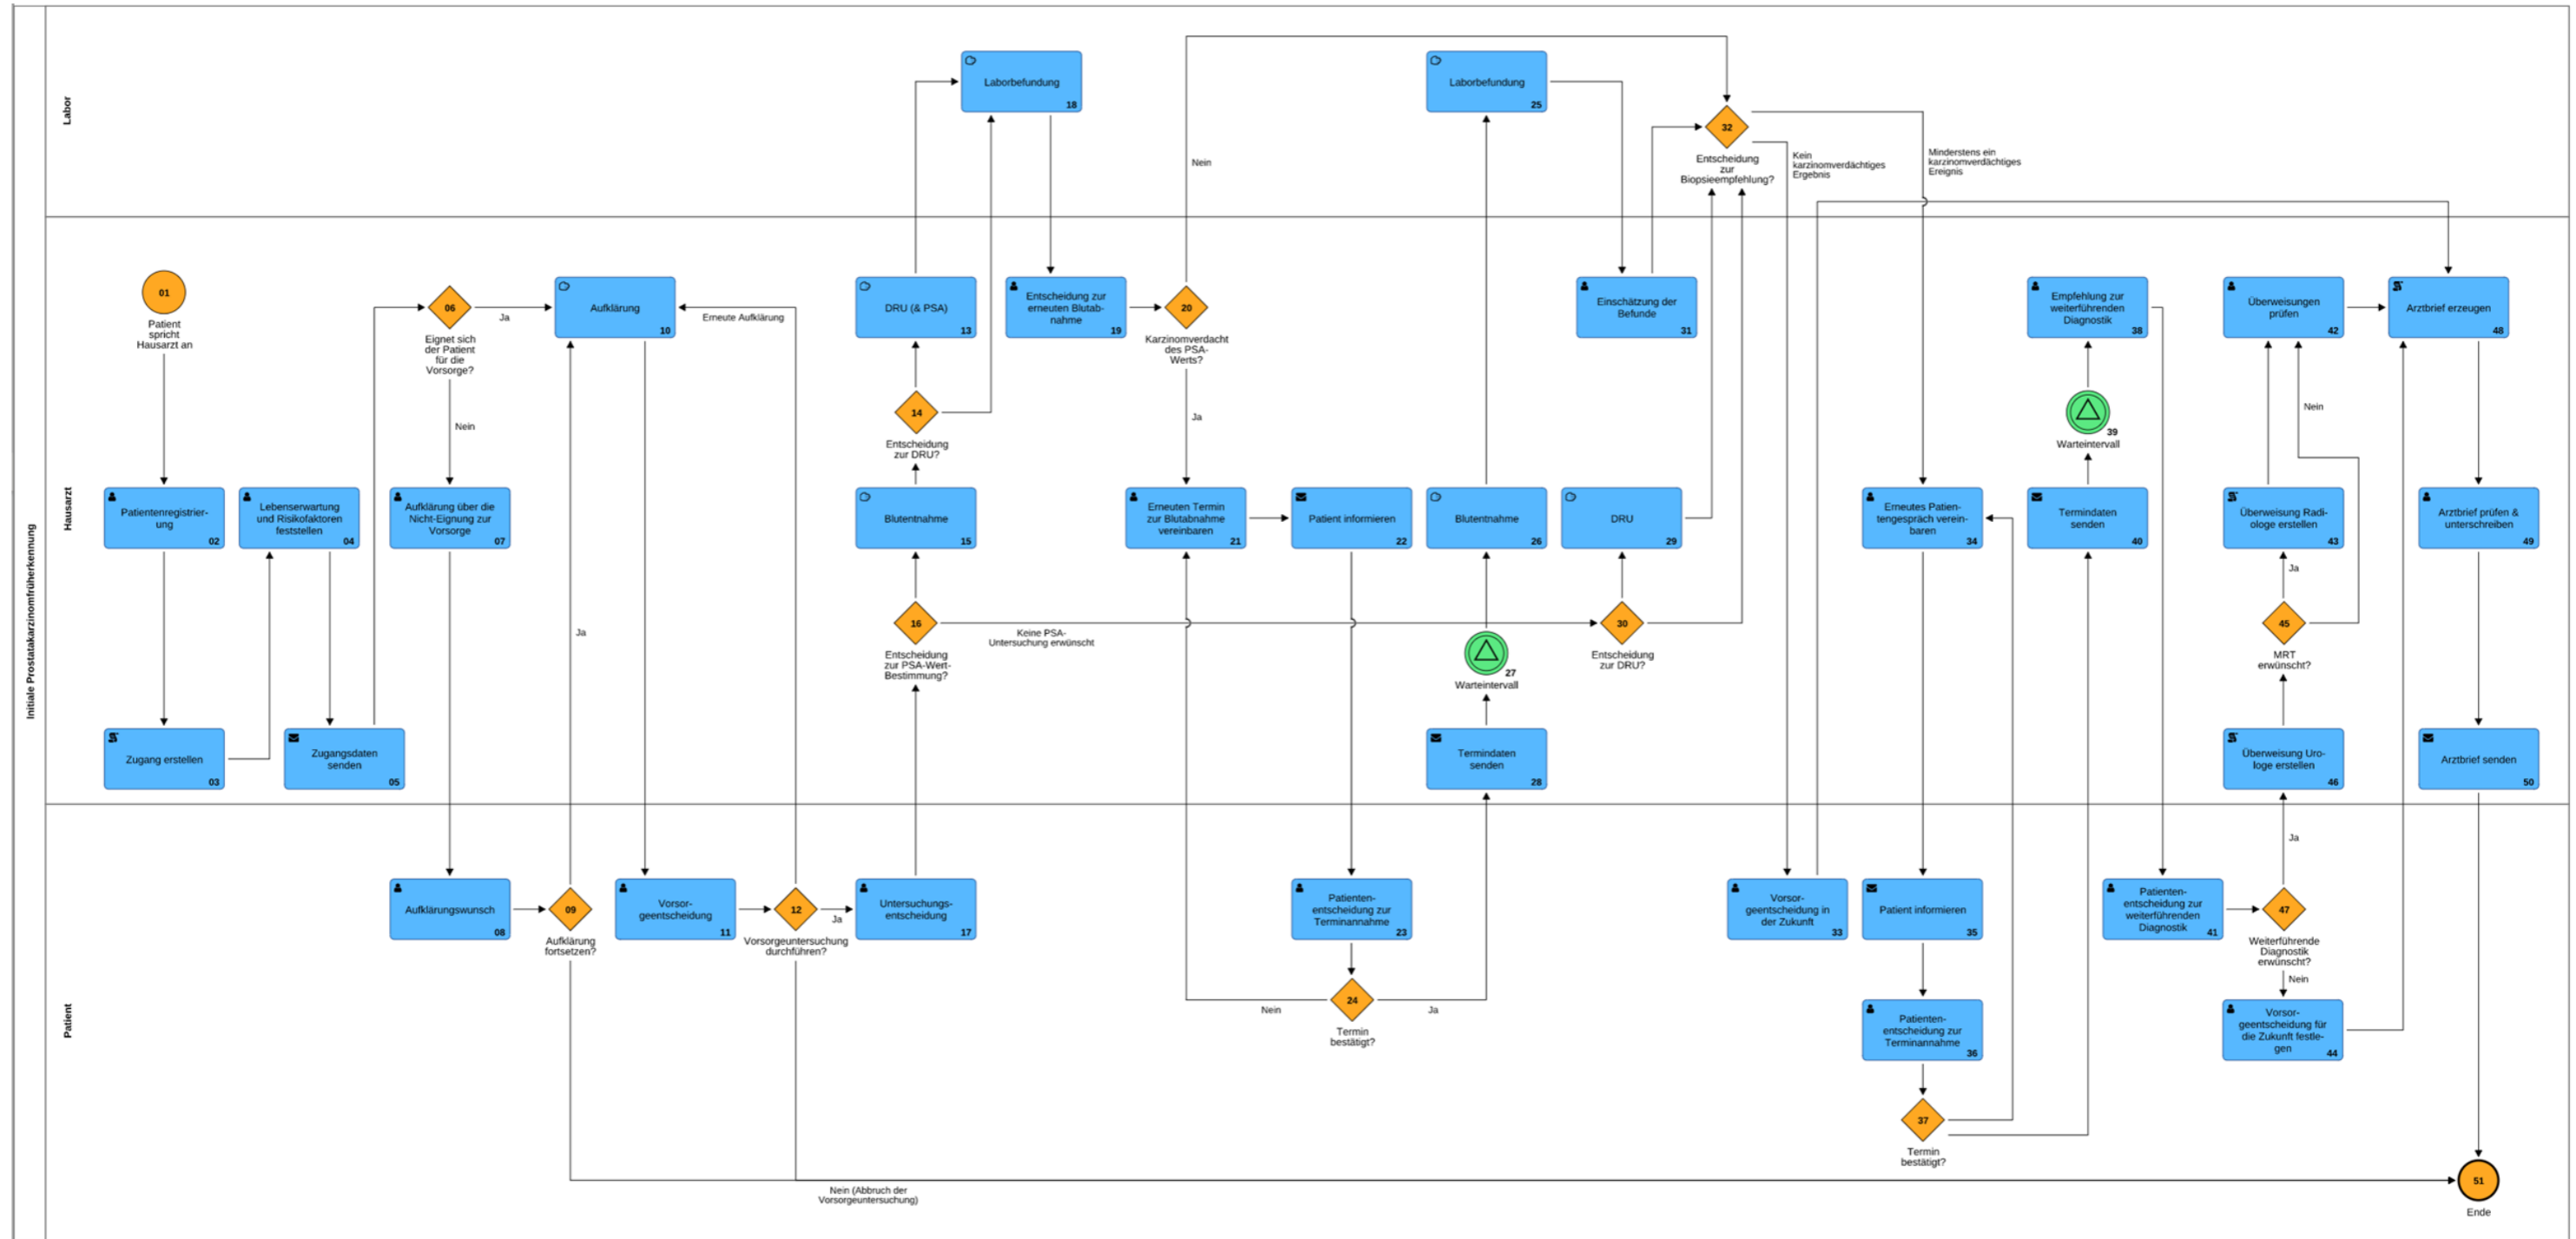 Initiale Prostatakarzinomfrüherkennung
Labor
Laborbefundung
18
Nein
Laborbefundung
25
32
Entscheidung
zur
Biopsieempfehlung?
Kein
karzinomverdächtiges
Ergebnis
Minderstens ein
karzinomverdächtiges
Ereignis
Hausarzt
01
Patient
spricht
Hausarzt an
Patientenregistrier-
ung
02
Zugang erstellen
03
Lebenserwartung
und Risikofaktoren
feststellen
04
Zugangsdaten
senden
05
06
Eignet sich
der Patient
für die
Vorsorge?
Ja
Nein
Aufklärung über die
Nicht-Eignung zur
Vorsorge
07
Aufklärung
10
Erneute Aufklärung
Ja
DRU (& PSA)
13
14
Entscheidung
zur DRU?
Blutentnahme
15
16
Entscheidung
zur PSA-Wert-
Bestimmung?
Keine PSA-
Untersuchung erwünscht
Entscheidung zur
erneuten Blutab-
nahme
19
20
Karzinomverdacht
des PSA-
Werts?
Ja
Erneuten Termin
zur Blutabnahme
vereinbaren
21
Patient informieren
22
Blutentnahme
26
27
Warteintervall
Termindaten
senden
28
Einschätzung der
Befunde
31
DRU
29
30
Entscheidung
zur DRU?
Erneutes Patien-
tengespräch verein-
baren
34
Empfehlung zur
weiterführenden
Diagnostik
38
39
Warteintervall
Termindaten
senden
40
Überweisungen
prüfen
42
Nein
Überweisung Radi-
ologe erstellen
43
Ja
45
MRT
erwünscht?
Überweisung Uro-
loge erstellen
46
Arztbrief erzeugen
48
Arztbrief prüfen &
unterschreiben
49
Arztbrief senden
50
Patient
Aufklärungswunsch
08
09
Aufklärung
fortsetzen?
Vorsor-
geentscheidung
11
12
Ja
Vorsorgeuntersuchung
durchführen?
Untersuchungs-
entscheidung
17
Nein (Abbruch der
Vorsorgeuntersuchung)
Patienten-
entscheidung zur
Terminannahme
23
24
Nein
Ja
Termin
bestätigt?
Vorsor-
geentscheidung in
der Zukunft
33
Patient informieren
35
Patienten-
entscheidung zur
Terminannahme
36
37
Termin
bestätigt?
Patienten-
entscheidung zur
weiterführenden
Diagnostik
41
Ja
47
Weiterführende
Diagnostik
erwünscht?
Nein
Vorsor-
geentscheidung für
die Zukunft festle-
gen
44
51
Ende